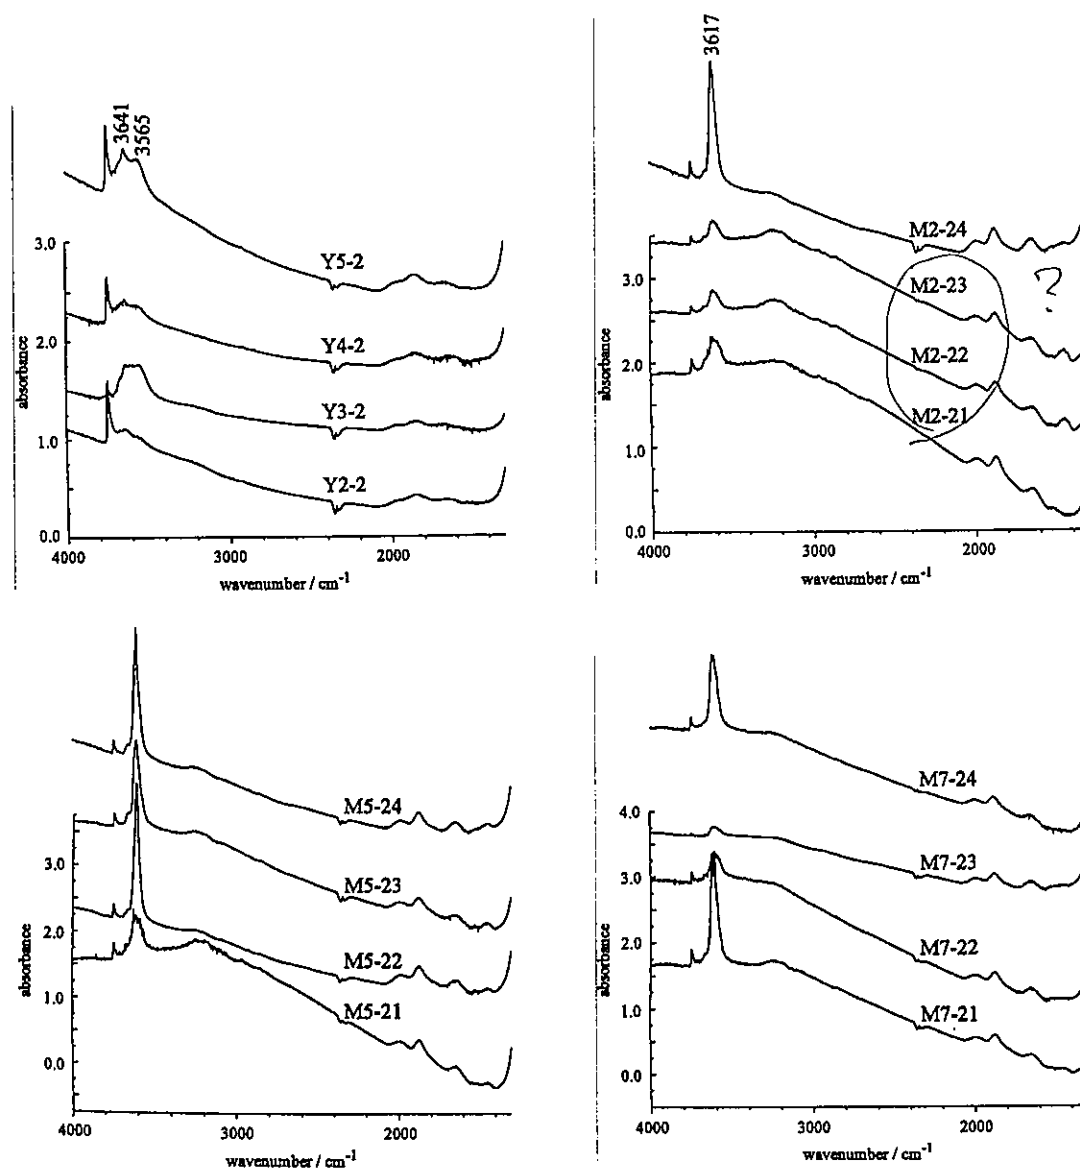 3641
3565
3.0
2.0
1.0
0.0
absorbance
Y5-2
Y4-2
Y3-2
Y2-2
4000 3000 2000
wavenumber / cm-1
3617
3.0
2.0
1.0
0.0
absorbance
M2-24
M2-23
M2-22
M2-21
?
4000 3000 2000
wavenumber / cm-1
3.0
2.0
1.0
0.0
absorbance
M5-24
M5-23
M5-22
M5-21
4000 3000 2000
wavenumber / cm-1
4.0
3.0
2.0
1.0
0.0
absorbance
M7-24
M7-23
M7-22
M7-21
4000 3000 2000
wavenumber / cm-1